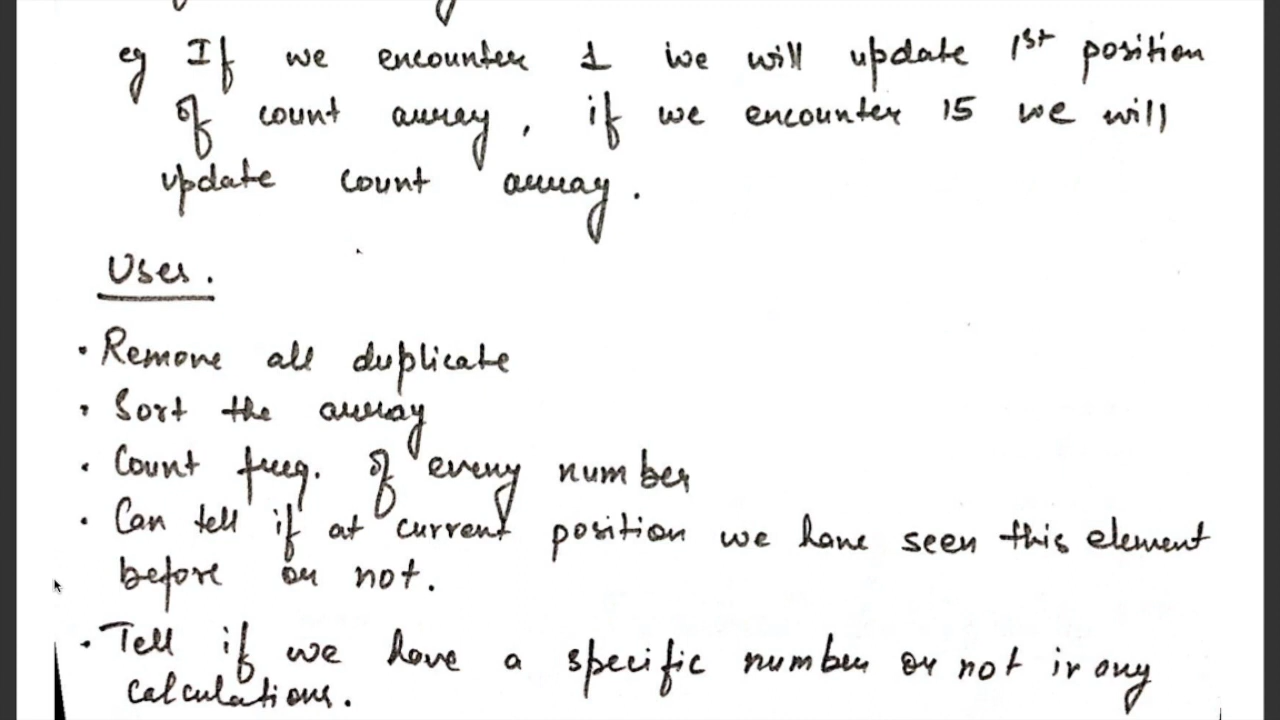 eg If we encounter 1 we will update 1st position
of count array, if we encounter 15 we will
update count array.
Uses.
• Remove all duplicate
• Sort the array
• Count freq. of every number
• Can tell if at current position we have seen this element
before or not.
• Tell if we have a specific number or not in any
calculations.